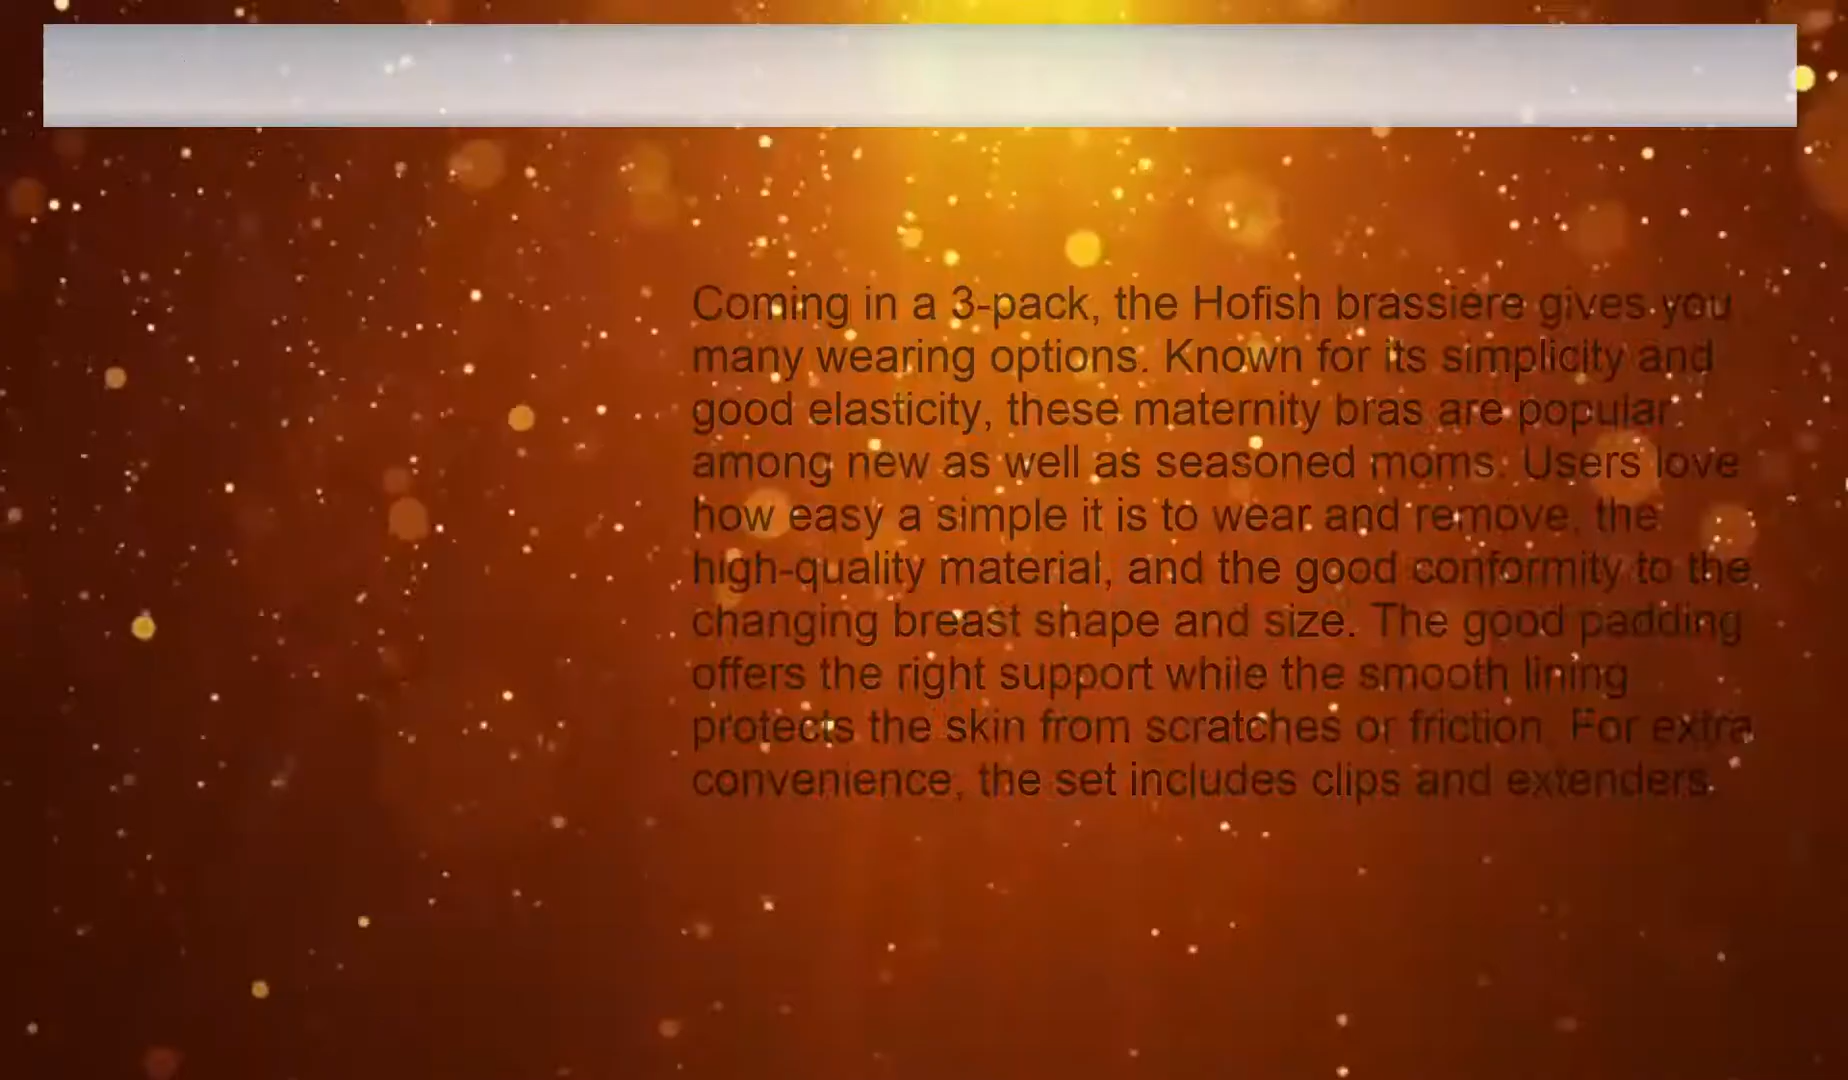 Coming in a 3-pack, the Hofish brassiere gives you
many wearing options. Known for its simplicity and
good elasticity, these maternity bras are popular
among new as well as seasoned moms. Users love
how easy a simple it is to wear and remove, the
high-quality material, and the good conformity to the
changing breast shape and size. The good padding
offers the right support while the smooth lining
protects the skin from scratches or friction. For extra
convenience, the set includes clips and extenders.